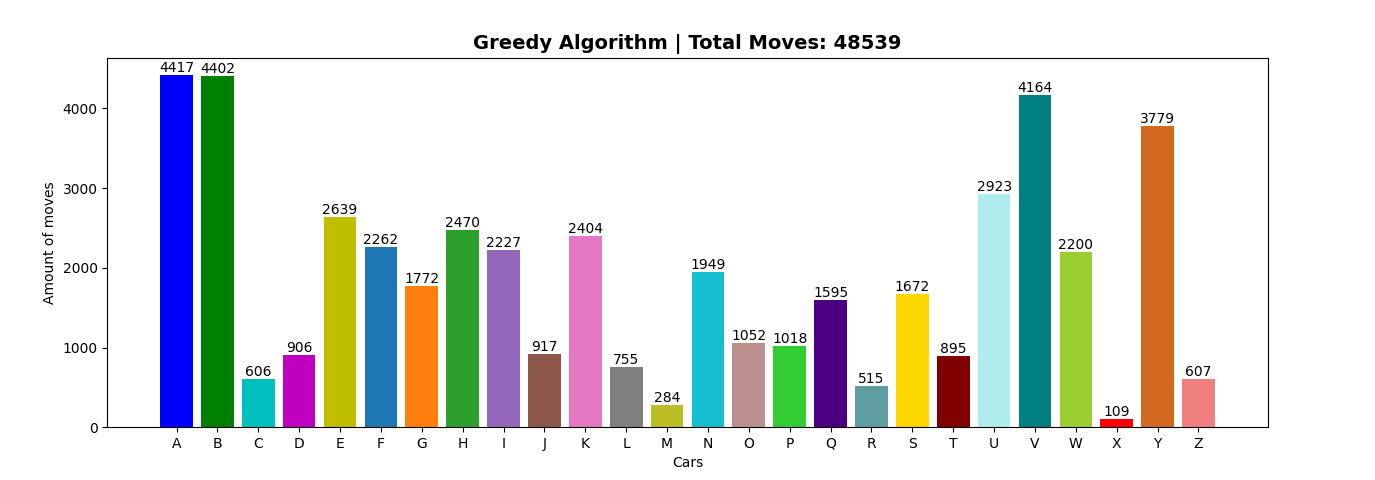 Greedy Algorithm | Total Moves: 48539
4417 4402 606 906 2639 2262 1772 2470 2227 917 2404 755 284 1949 1052 1018 1595 515 1672 895 2923 4164 2200 109 3779 607
Amount of moves
4000
3000
2000
1000
0
A B C D E F G H I J K L M N O P Q R S T U V W X Y Z
Cars